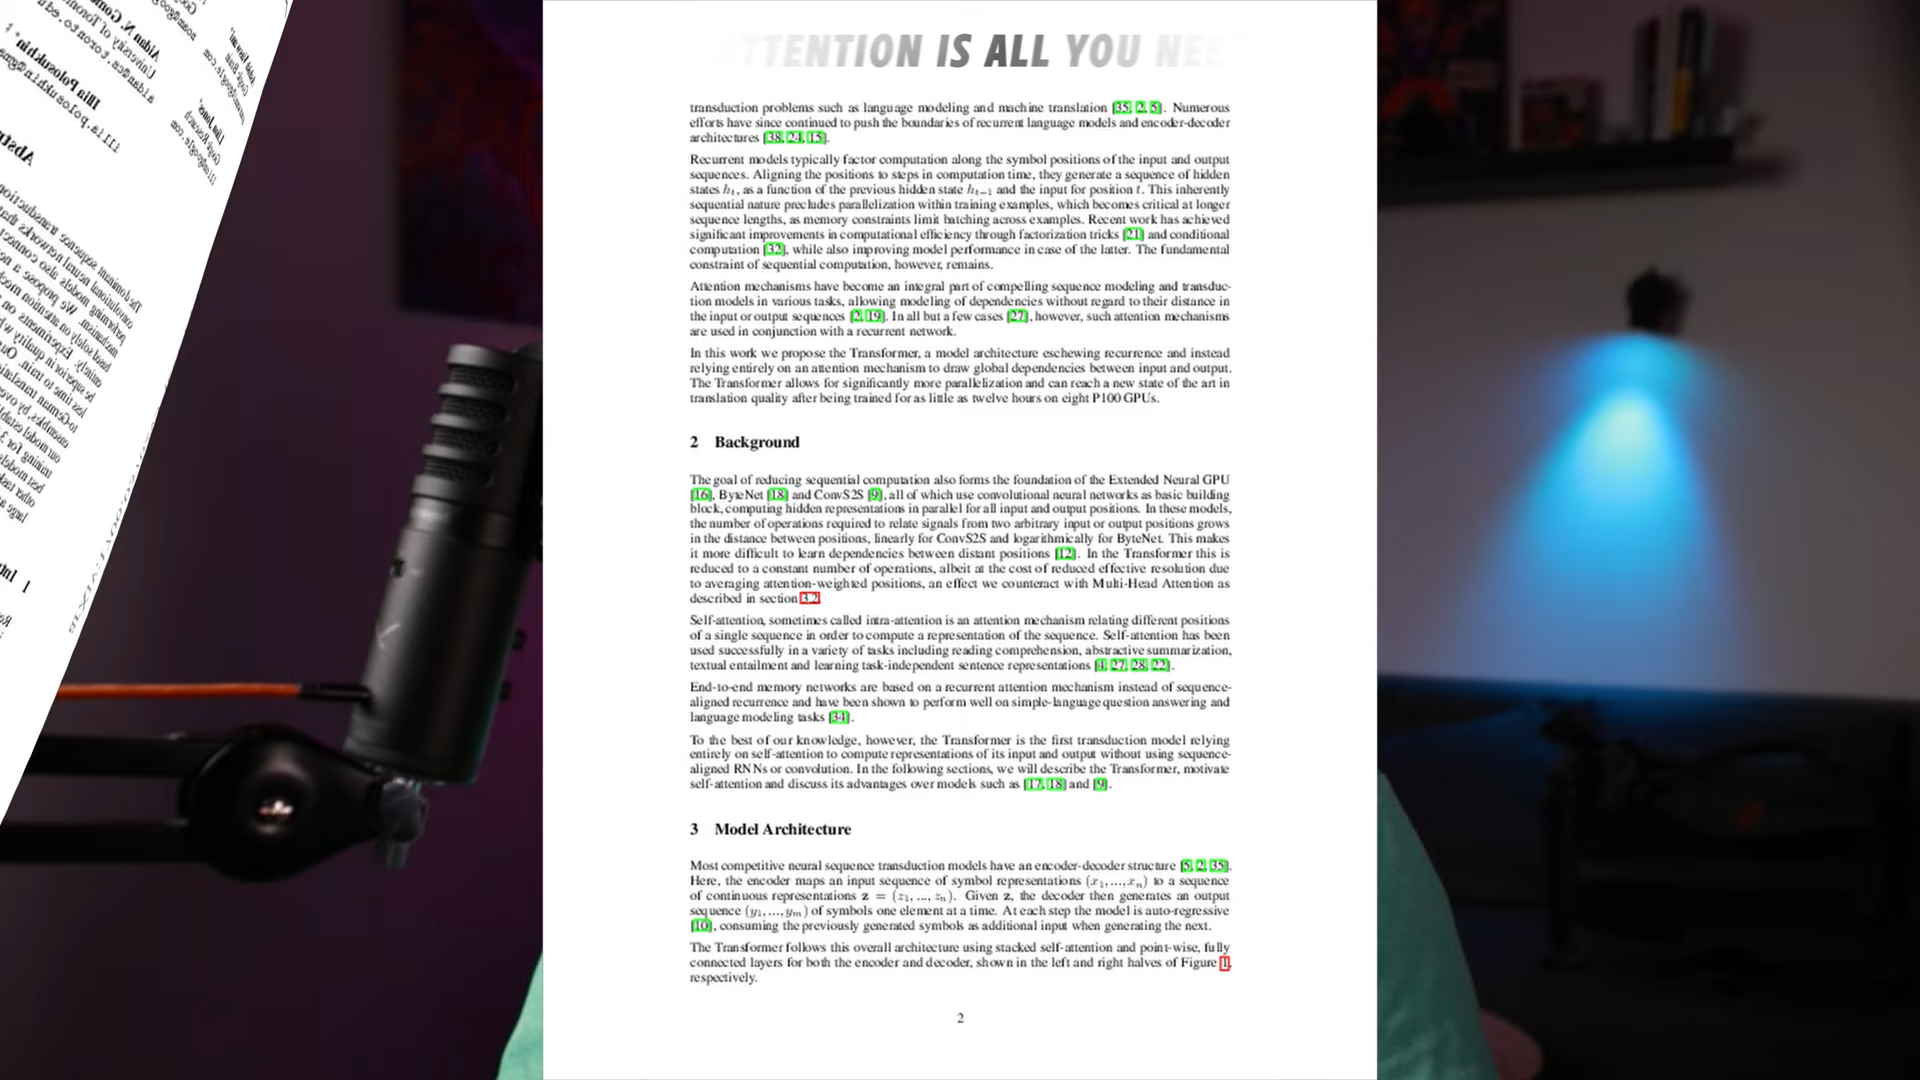 TTENTION IS ALL YOU NEE
transduction problems such as language modeling and machine translation [35, 2, 5]. Numerous
efforts have since continued to push the boundaries of recurrent language models and encoder-decoder
architectures [38, 24, 15].
Recurrent models typically factor computation along the symbol positions of the input and output
sequences. Aligning the positions to steps in computation time, they generate a sequence of hidden
states hₜ, as a function of the previous hidden state hₜ₋₁ and the input for position t. This inherently
sequential nature precludes parallelization within training examples, which becomes critical at longer
sequence lengths, as memory constraints limit batching across examples. Recent work has achieved
significant improvements in computational efficiency through factorization tricks [21] and conditional
computation [32], while also improving model performance in case of the latter. The fundamental
constraint of sequential computation, however, remains.
Attention mechanisms have become an integral part of compelling sequence modeling and transduc-
tion models in various tasks, allowing modeling of dependencies without regard to their distance in
the input or output sequences [2, 19]. In all but a few cases [27], however, such attention mechanisms
are used in conjunction with a recurrent network.
In this work we propose the Transformer, a model architecture eschewing recurrence and instead
relying entirely on an attention mechanism to draw global dependencies between input and output.
The Transformer allows for significantly more parallelization and can reach a new state of the art in
translation quality after being trained for as little as twelve hours on eight P100 GPUs.
2 Background
The goal of reducing sequential computation also forms the foundation of the Extended Neural GPU
[16], ByteNet [18] and ConvS2S [9], all of which use convolutional neural networks as basic building
block, computing hidden representations in parallel for all input and output positions. In these models,
the number of operations required to relate signals from two arbitrary input or output positions grows
in the distance between positions, linearly for ConvS2S and logarithmically for ByteNet. This makes
it more difficult to learn dependencies between distant positions [12]. In the Transformer this is
reduced to a constant number of operations, albeit at the cost of reduced effective resolution due
to averaging attention-weighted positions, an effect we counteract with Multi-Head Attention as
described in section 3.2.
Self-attention, sometimes called intra-attention is an attention mechanism relating different positions
of a single sequence in order to compute a representation of the sequence. Self-attention has been
used successfully in a variety of tasks including reading comprehension, abstractive summarization,
textual entailment and learning task-independent sentence representations [4, 27, 28, 22].
End-to-end memory networks are based on a recurrent attention mechanism instead of sequence-
aligned recurrence and have been shown to perform well on simple-language question answering and
language modeling tasks [34].
To the best of our knowledge, however, the Transformer is the first transduction model relying
entirely on self-attention to compute representations of its input and output without using sequence-
aligned RNNs or convolution. In the following sections, we will describe the Transformer, motivate
self-attention and discuss its advantages over models such as [17, 18] and [9].
3 Model Architecture
Most competitive neural sequence transduction models have an encoder-decoder structure [5, 2, 35].
Here, the encoder maps an input sequence of symbol representations (x₁, ..., xₙ) to a sequence
of continuous representations z = (z₁, ..., zₙ). Given z, the decoder then generates an output
sequence (y₁, ..., yₘ) of symbols one element at a time. At each step the model is auto-regressive
[10], consuming the previously generated symbols as additional input when generating the next.
The Transformer follows this overall architecture using stacked self-attention and point-wise, fully
connected layers for both the encoder and decoder, shown in the left and right halves of Figure 1,
respectively.
2